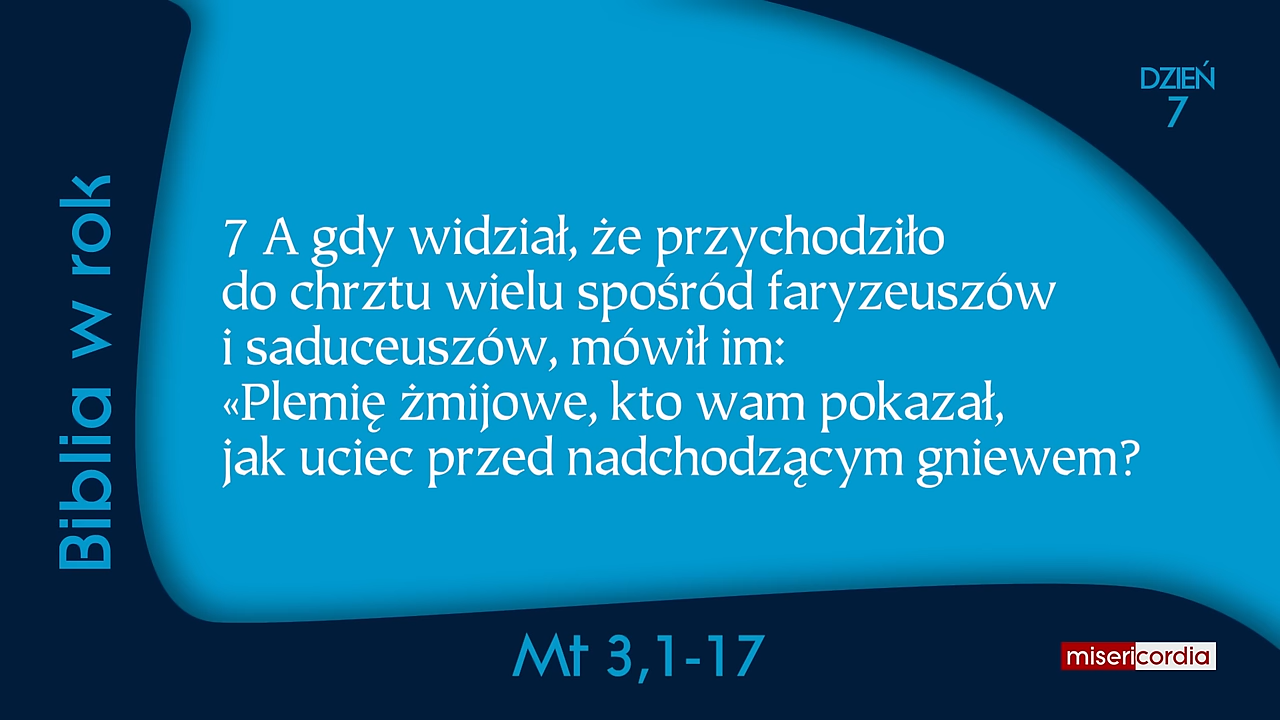 DZIEŃ
7
Biblia w rok
7 A gdy widział, że przychodziło
do chrztu wielu spośród faryzeuszów
i saduceuszów, mówił im:
«Plemię żmijowe, kto wam pokazał,
jak uciec przed nadchodzącym gniewem?
Mt 3,1-17
misericordia